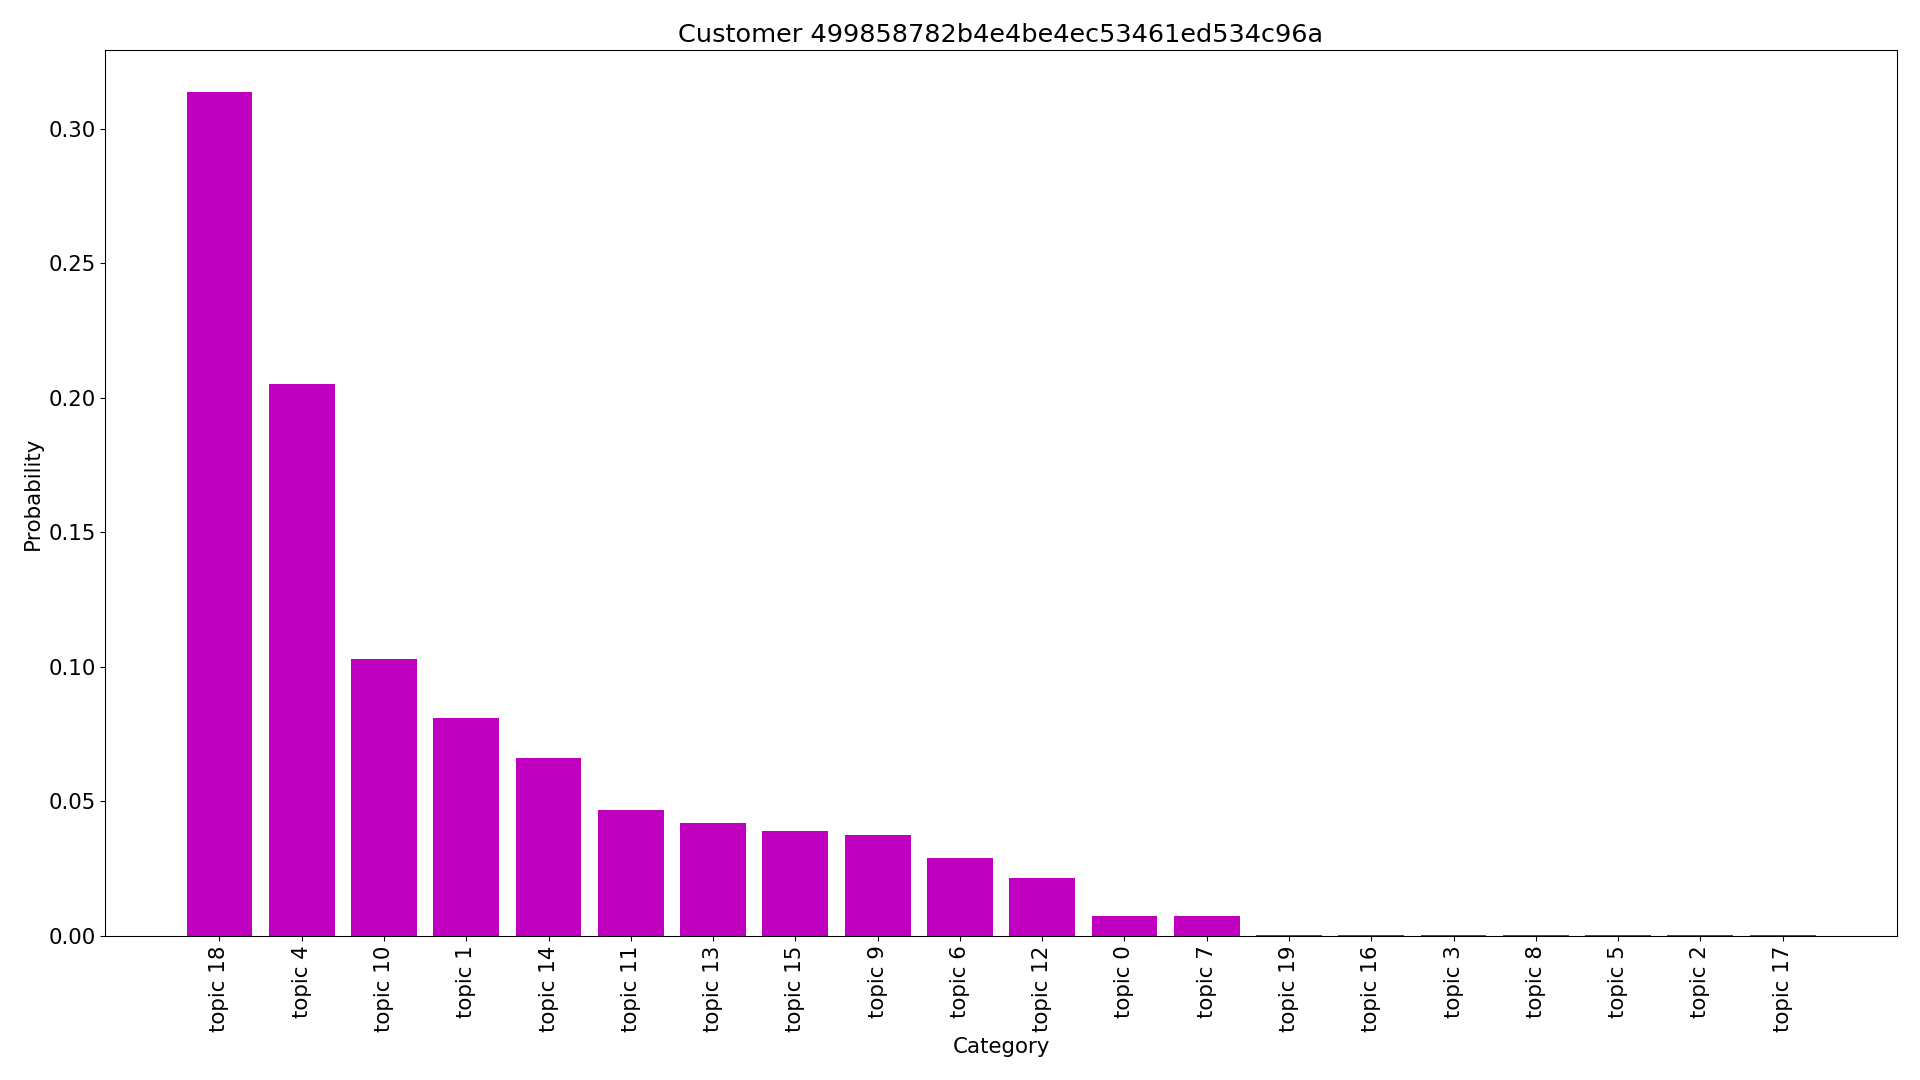 Customer 499858782b4e4be4ec53461ed534c96a
Probability
0.30
0.25
0.20
0.15
0.10
0.05
0.00
topic 18
topic 4
topic 10
topic 1
topic 14
topic 11
topic 13
topic 15
topic 9
topic 6
topic 12
topic 0
topic 7
topic 19
topic 16
topic 3
topic 8
topic 5
topic 2
topic 17
Category